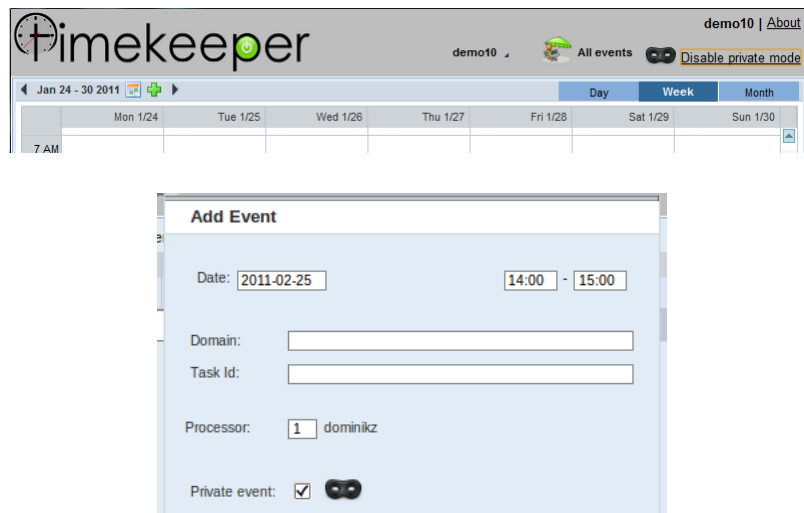 timekeeper
demo10 | About
demo10 All events Disable private mode
Jan 24 - 30 2011 Day Week Month
Mon 1/24 Tue 1/25 Wed 1/26 Thu 1/27 Fri 1/28 Sat 1/29 Sun 1/30
7 AM
Add Event
Date: 2011-02-25 14:00 - 15:00
Domain:
Task Id:
Processor: 1 dominikz
Private event: